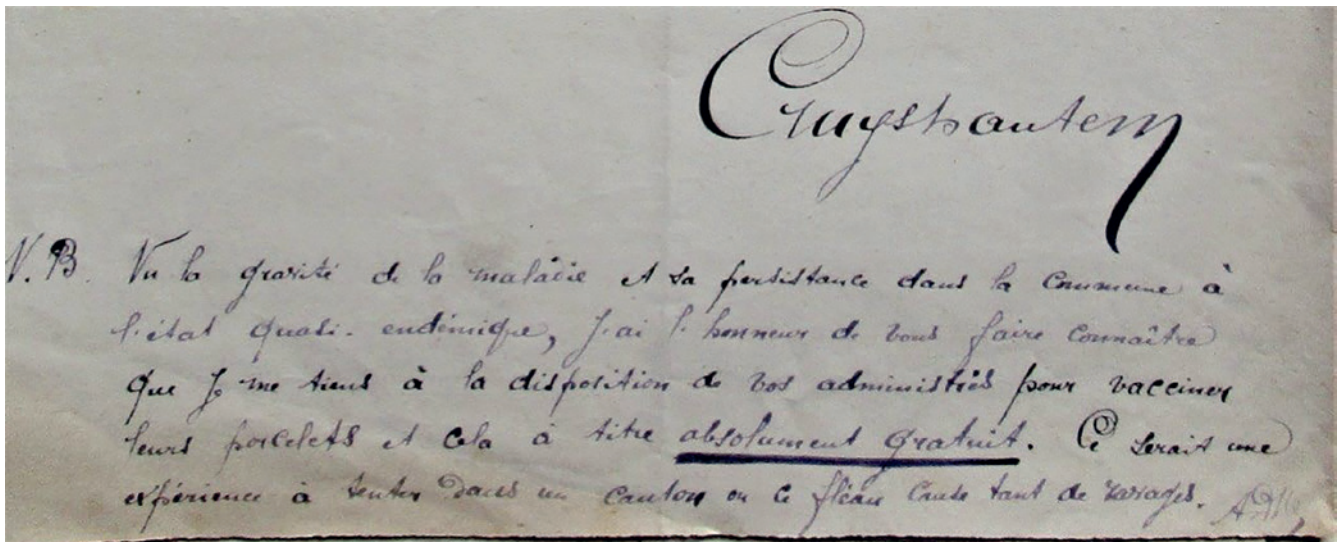 Cruyshautem
N.B. Vu la gravité de la maladie et sa persistance dans la commune à
l'état quasi-endémique, j'ai l'honneur de vous faire connaître
que je me tiens à la disposition de vos administrés pour vacciner
leurs porcelets et cela à titre absolument gratuit. Ce serait une
expérience à tenter dans un canton où ce fléau cause tant de ravages.